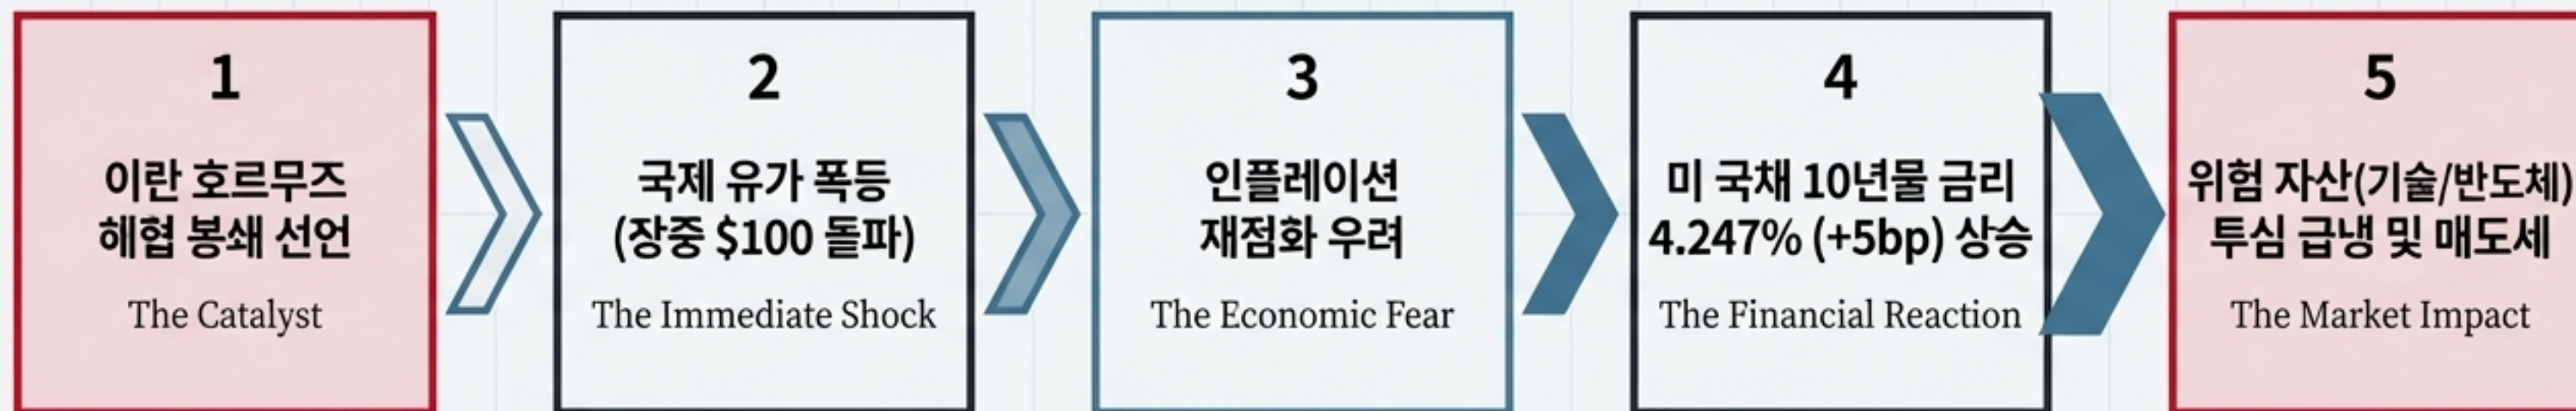 1
이란 호르무즈
해협 봉쇄 선언
The Catalyst
2
국제 유가 폭등
(장중 $100 돌파)
The Immediate Shock
3
인플레이션
재점화 우려
The Economic Fear
4
미 국채 10년물 금리
4.247% (+5bp) 상승
The Financial Reaction
5
위험 자산(기술/반도체)
투심 급냉 및 매도세
The Market Impact